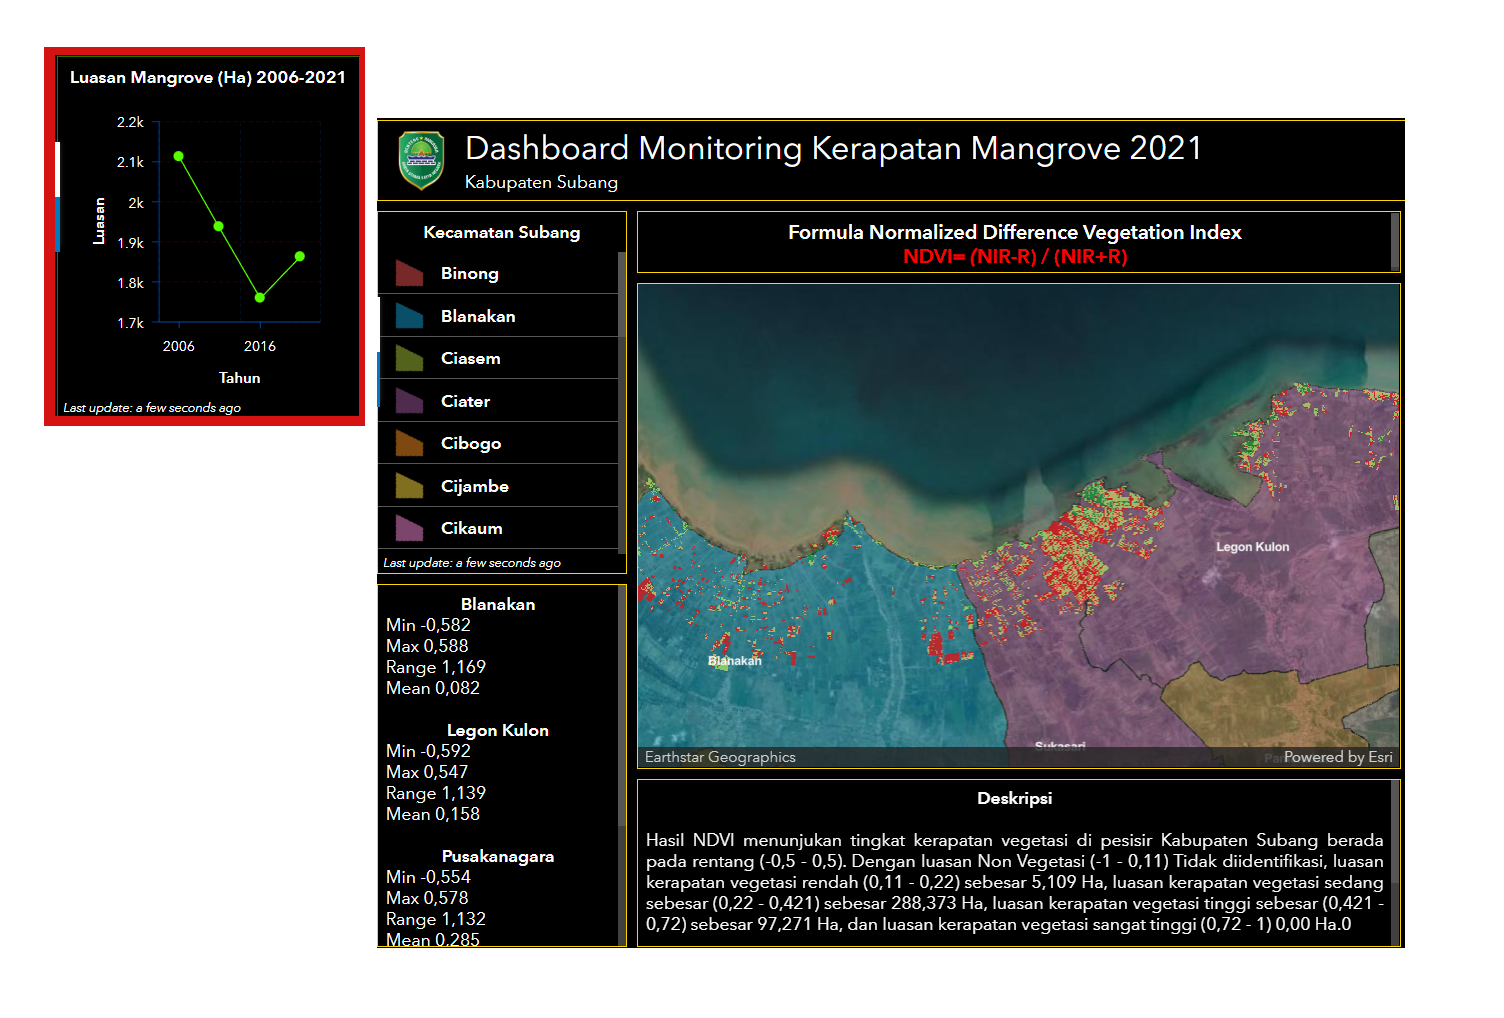 Luasan Mangrove (Ha) 2006-2021
2.2k
2.1k
2k
1.9k
1.8k
1.7k
Luasan
2006
2016
Tahun
Last update: a few seconds ago
Dashboard Monitoring Kerapatan Mangrove 2021
Kabupaten Subang
Kecamatan Subang
Binong
Blanakan
Ciasem
Ciater
Cibogo
Cijambe
Cikaum
Last update: a few seconds ago
Blanakan
Min -0,582
Max 0,588
Range 1,169
Mean 0,082
Legon Kulon
Min -0,592
Max 0,547
Range 1,139
Mean 0,158
Pusakanagara
Min -0,554
Max 0,578
Range 1,132
Mean 0,285
Formula Normalized Difference Vegetation Index
NDVI= (NIR-R) / (NIR+R)
Legon Kulon
Blanakan
Sukasari
Earthstar Geographics
Powered by Esri
Deskripsi
Hasil NDVI menunjukan tingkat kerapatan vegetasi di pesisir Kabupaten Subang berada
pada rentang (-0,5 - 0,5). Dengan luasan Non Vegetasi (-1 - 0,11) Tidak diidentifikasi, luasan
kerapatan vegetasi rendah (0,11 - 0,22) sebesar 5,109 Ha, luasan kerapatan vegetasi sedang
sebesar (0,22 - 0,421) sebesar 288,373 Ha, luasan kerapatan vegetasi tinggi sebesar (0,421 -
0,72) sebesar 97,271 Ha, dan luasan kerapatan vegetasi sangat tinggi (0,72 - 1) 0,00 Ha.0